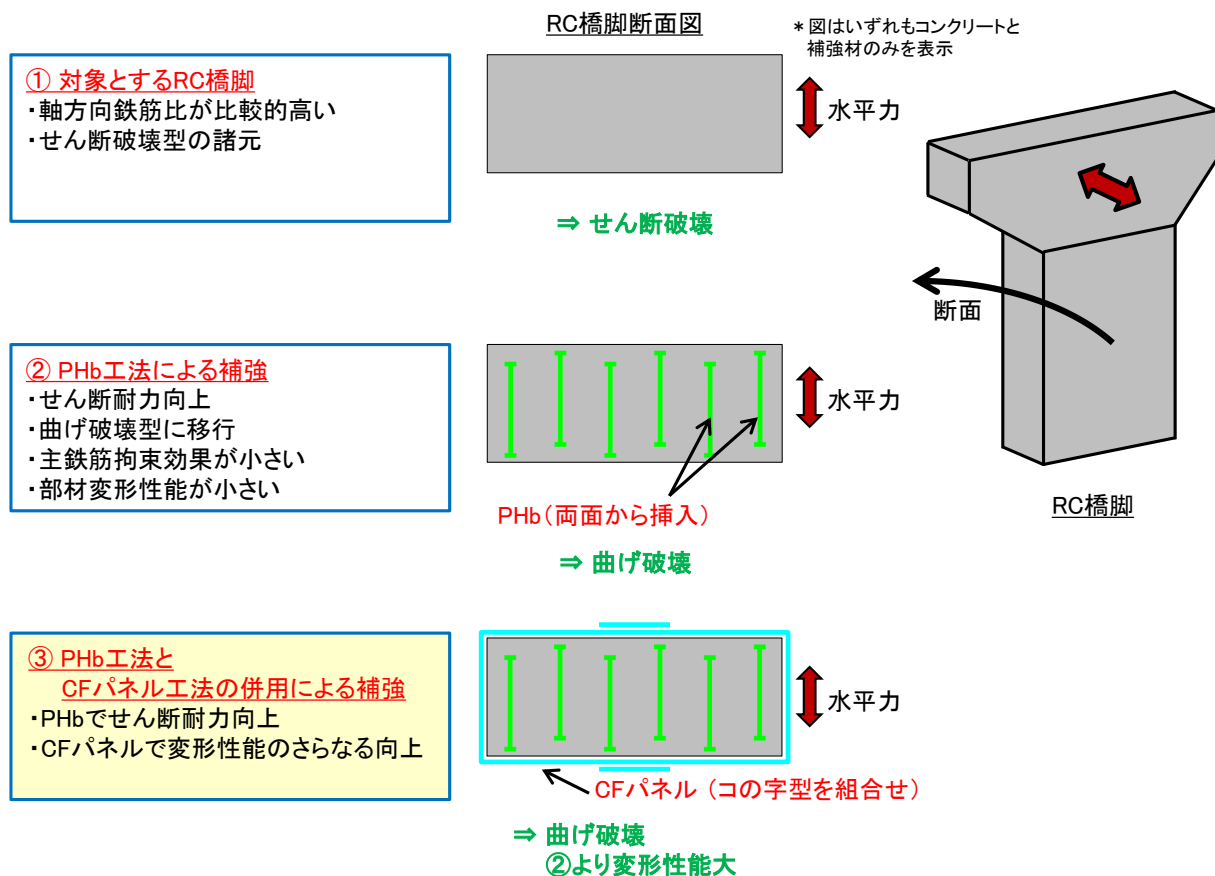 RC橋脚断面図
＊図はいずれもコンクリートと
補強材のみを表示
① 対象とするRC橋脚
・軸方向鉄筋比が比較的高い
・せん断破壊型の諸元
水平力
⇒ せん断破壊
断面
RC橋脚
② PHb工法による補強
・せん断耐力向上
・曲げ破壊型に移行
・主鉄筋拘束効果が小さい
・部材変形性能が小さい
水平力
PHb（両面から挿入）
⇒ 曲げ破壊
③ PHb工法と
CFパネル工法の併用による補強
・PHbでせん断耐力向上
・CFパネルで変形性能のさらなる向上
水平力
CFパネル（コの字型を組合せ）
⇒ 曲げ破壊
②より変形性能大